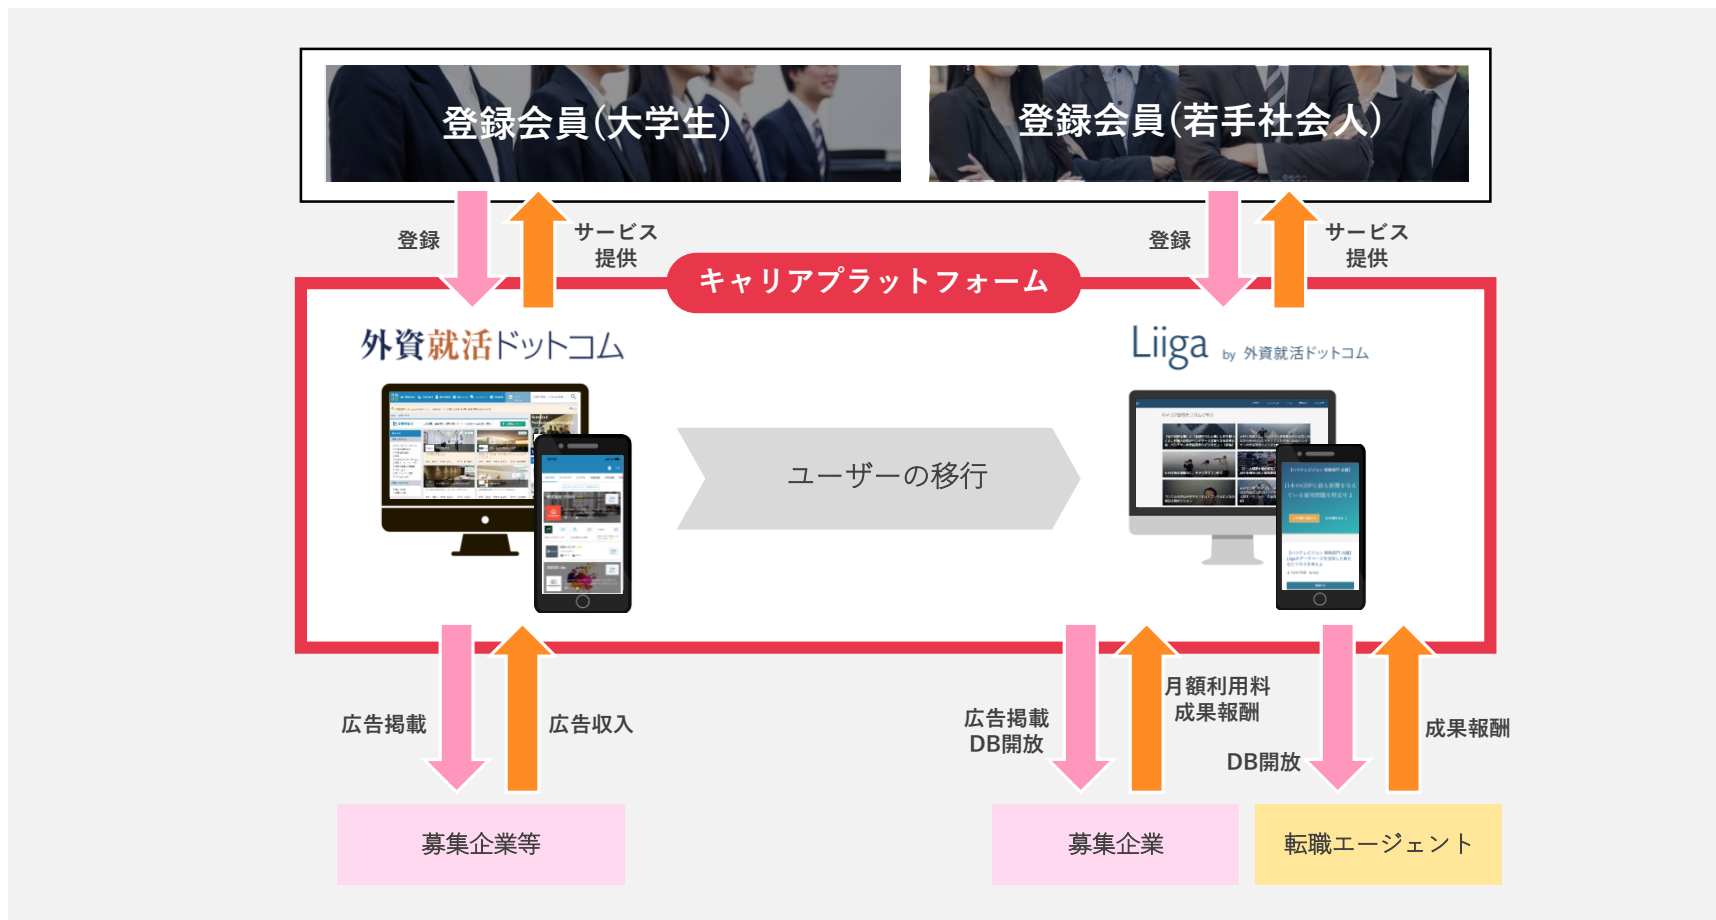 登録会員(大学生)
登録会員(若手社会人)
登録
サービス
提供
登録
サービス
提供
キャリアプラットフォーム
外資就活ドットコム
Liiga by 外資就活ドットコム
ユーザーの移行
広告掲載
広告収入
広告掲載
DB開放
月額利用料
成果報酬
DB開放
成果報酬
募集企業等
募集企業
転職エージェント